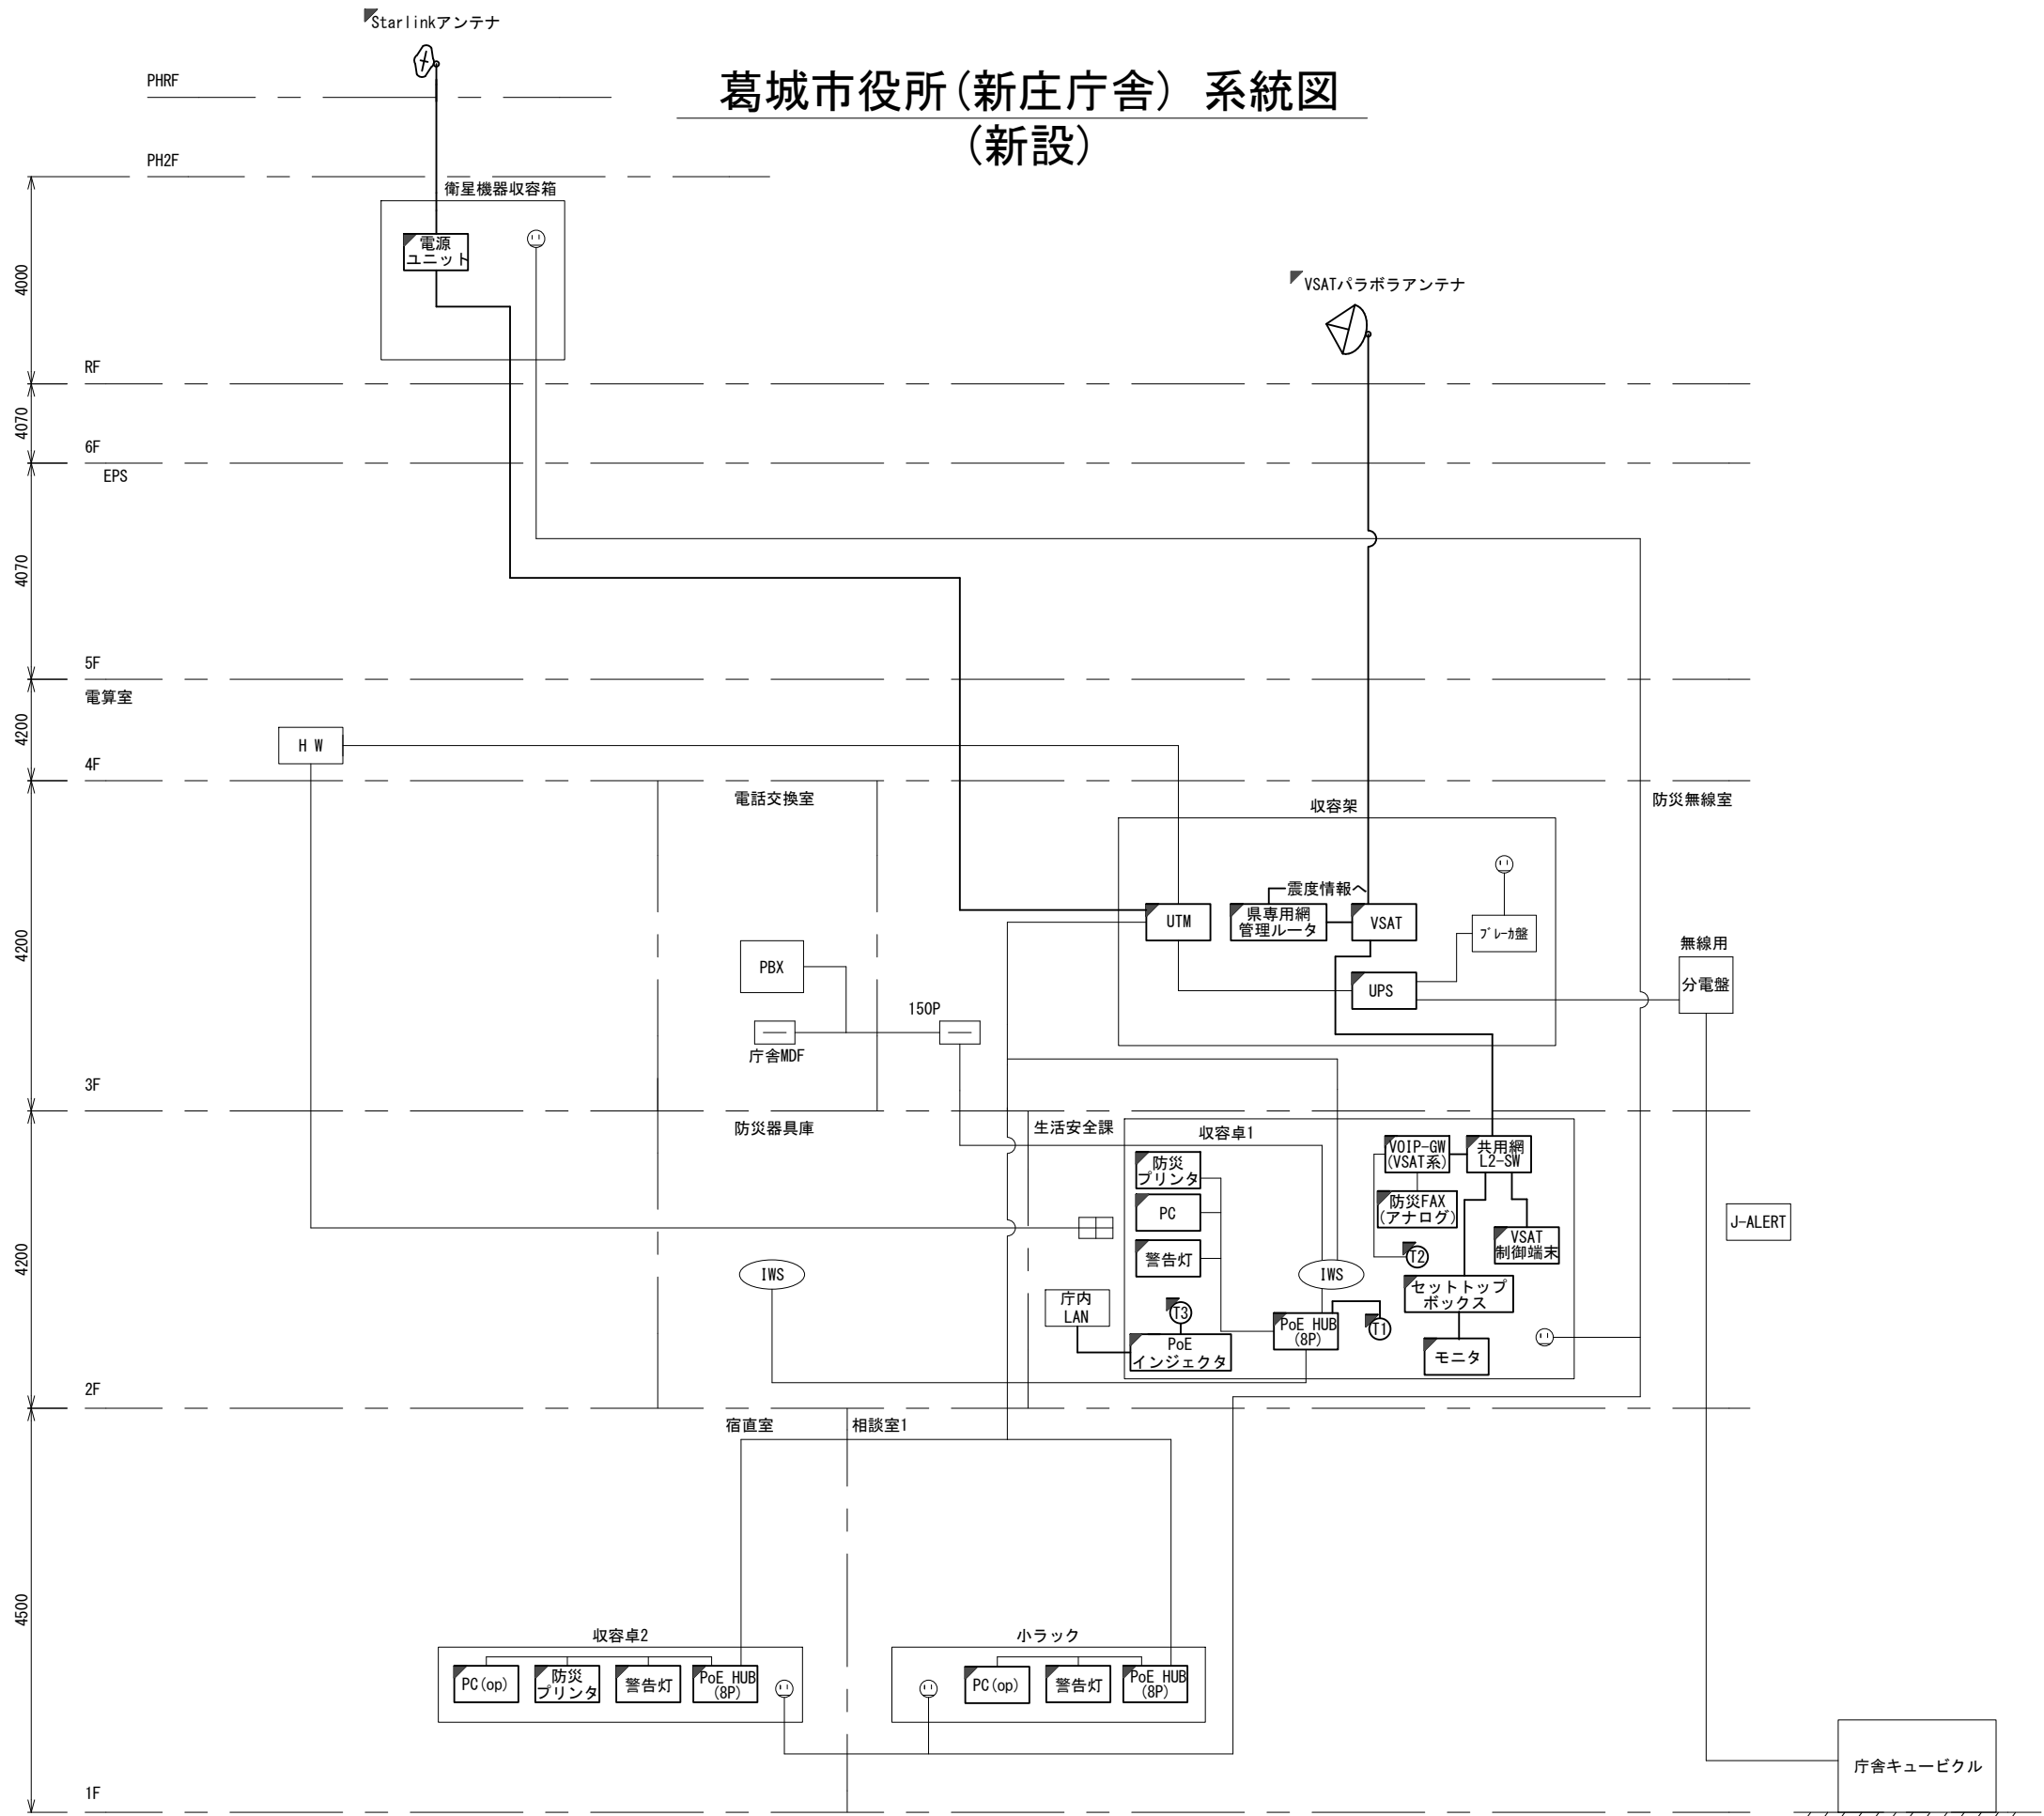 Starlinkアンテナ
葛城市役所(新庄庁舎) 系統図
(新設)
PHRF
PH2F
衛星機器収容箱
電源
ユニット
4000
VSATパラボラアンテナ
RF
4070
6F
EPS
4070
5F
電算室
4200
H W
4F
電話交換室
収容架
防災無線室
震度情報へ
UTM
県専用網
管理ルータ
VSAT
ブレーカ盤
無線用
分電盤
4200
PBX
UPS
150P
庁舎MDF
3F
防災器具庫
生活安全課
収容卓1
防災
プリンタ
VOIP-GW
(VSAT系)
共用網
L2-SW
PC
防災FAX
(アナログ)
J-ALERT
4200
警告灯
T2
VSAT
制御端末
IWS
IWS
セットトップ
ボックス
庁内
LAN
T3
PoE HUB
(8P)
T1
PoE
インジェクタ
モニタ
2F
宿直室
相談室1
4500
収容卓2
小ラック
PC(op)
防災
プリンタ
警告灯
PoE HUB
(8P)
PC(op)
警告灯
PoE HUB
(8P)
庁舎キュービクル
1F